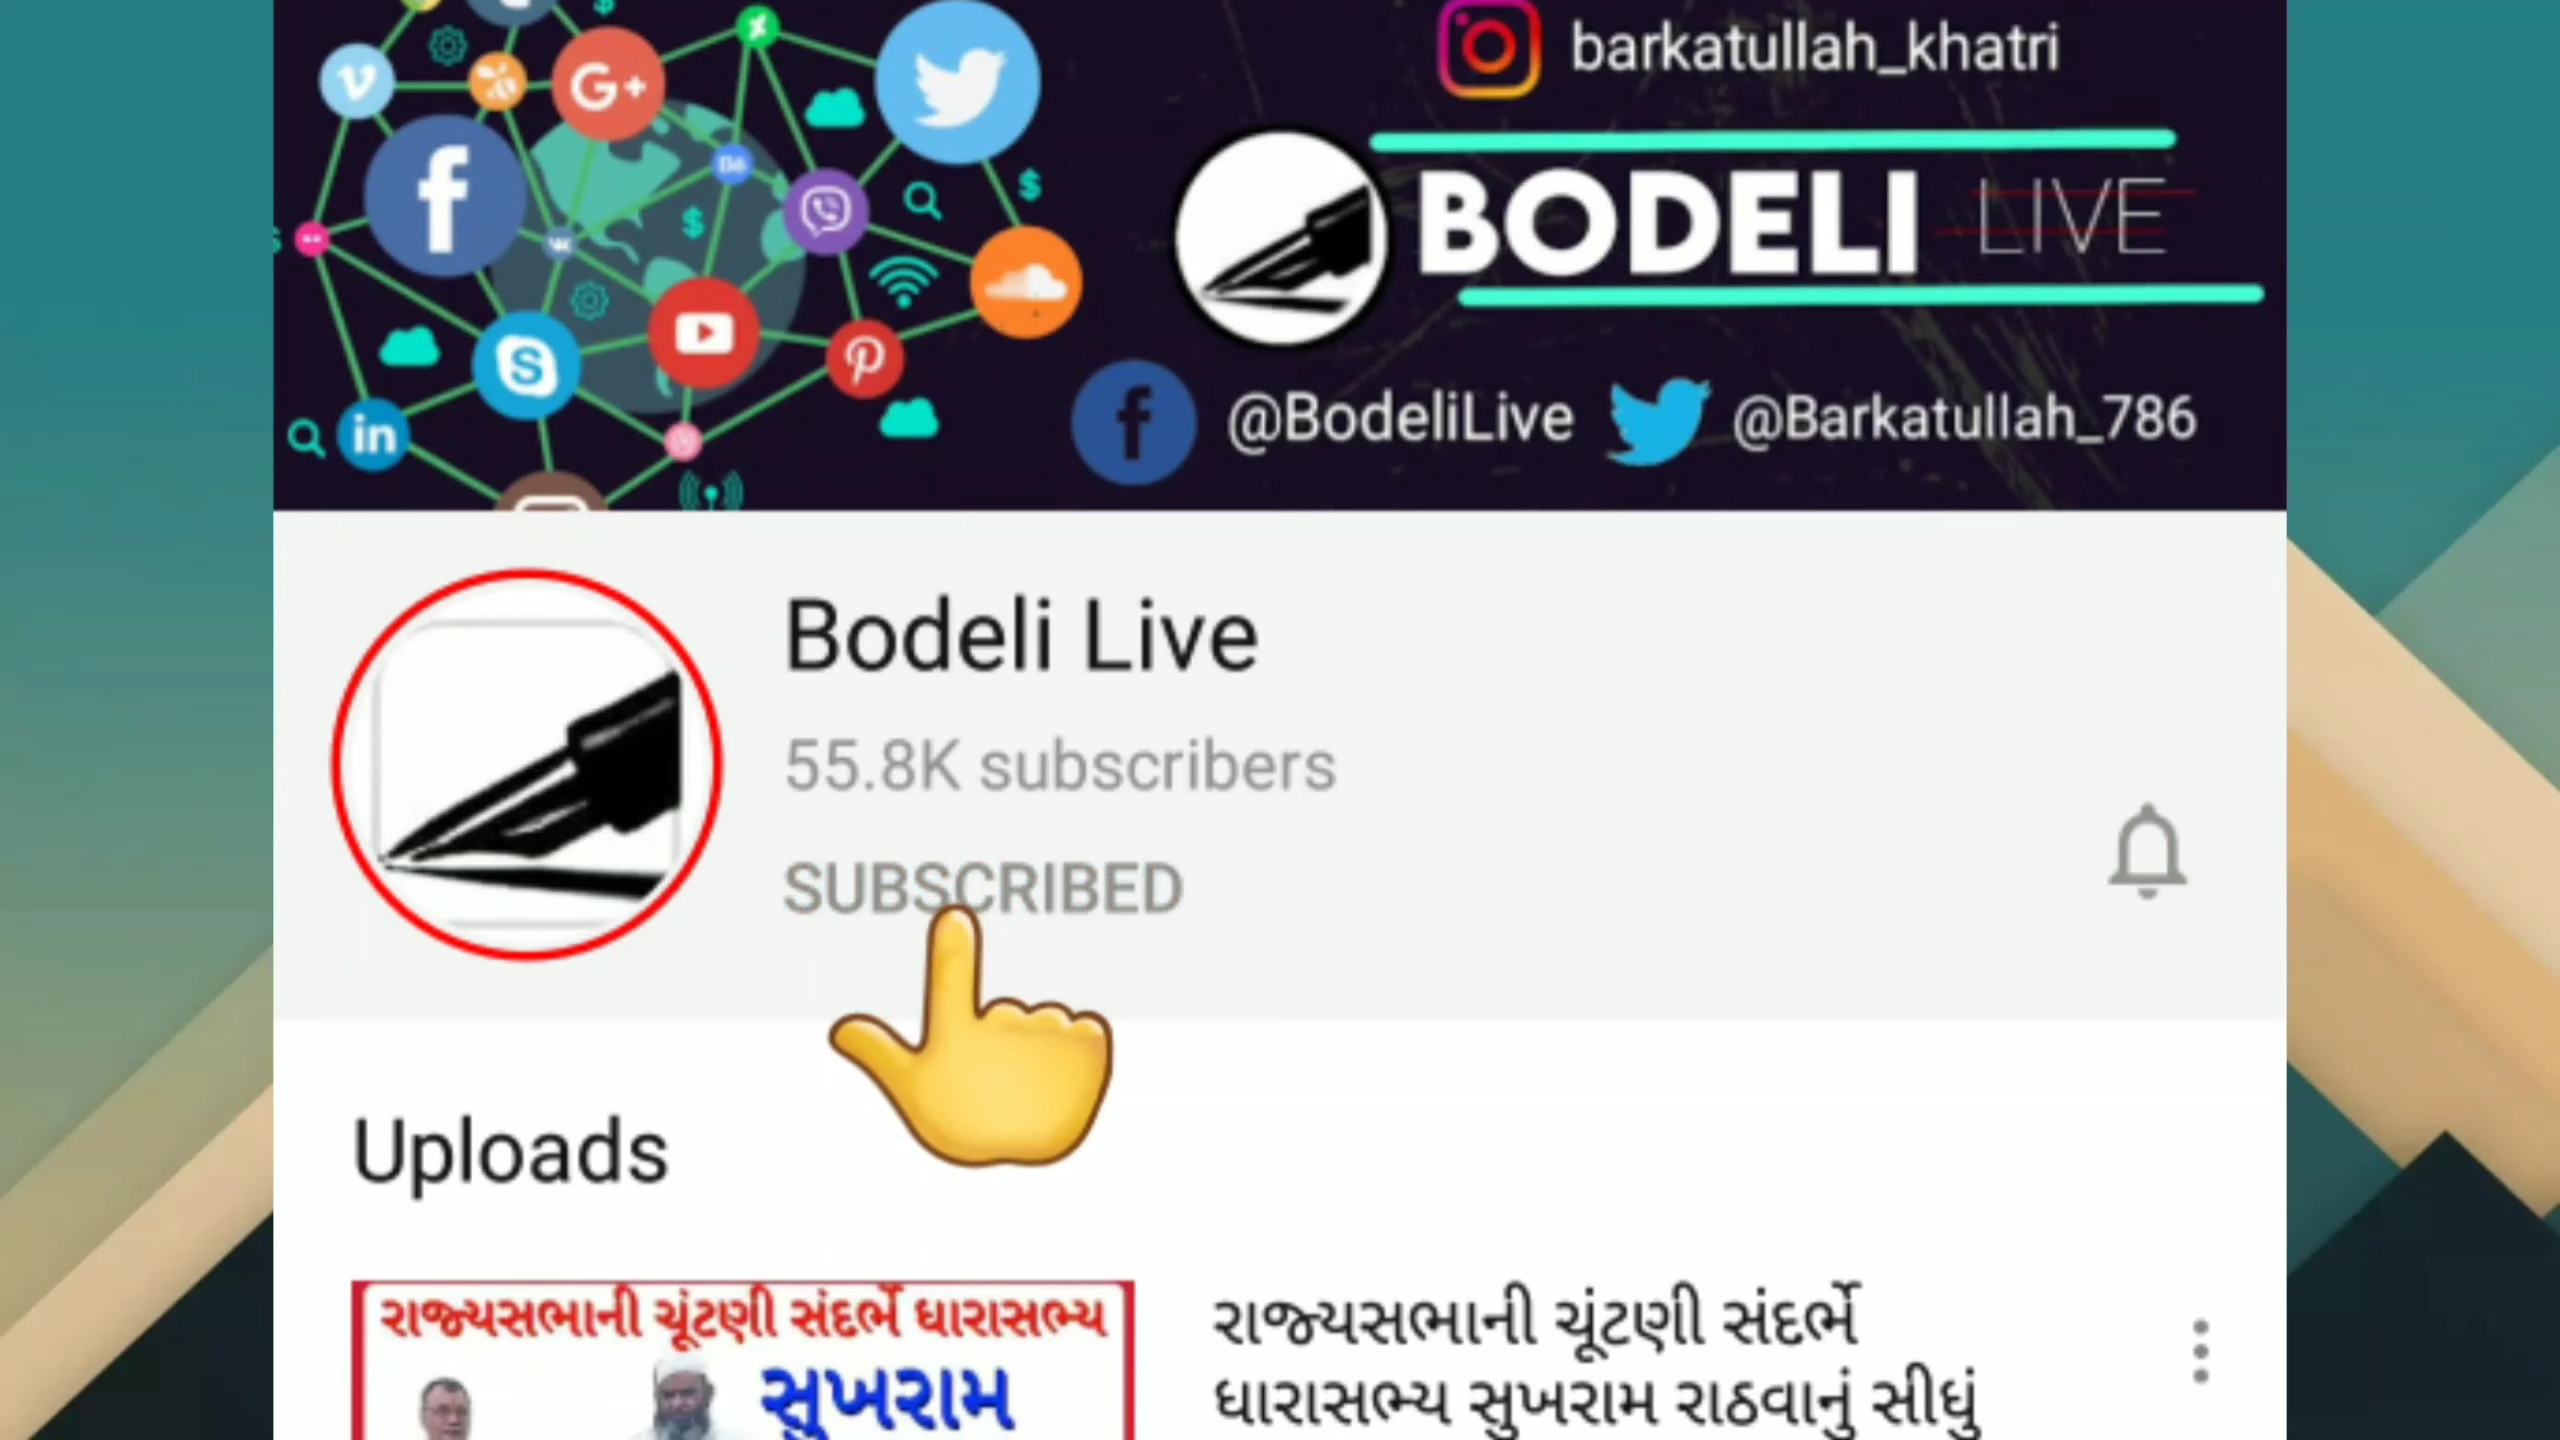 barkatullah_khatri
BODELI LIVE
@BodeliLive @Barkatullah_786
Bodeli Live
55.8K subscribers
SUBSCRIBED
Uploads
રાજ્યસભાની ચૂંટણી સંદર્ભે ધારાસભ્ય
સુખરામ
રાજ્યસભાની ચૂંટણી સંદર્ભે
ધારાસભ્ય સુખરામ રાઠવાનું સીધું